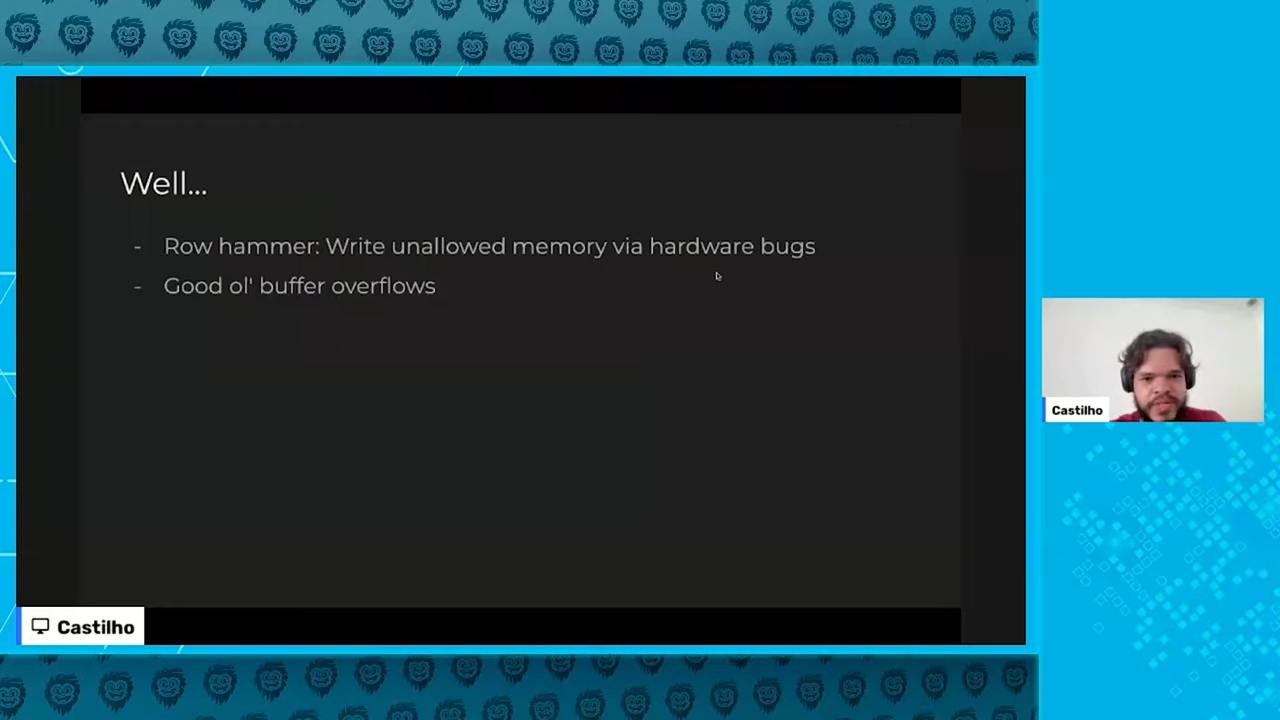 Well...
- Row hammer: Write unallowed memory via hardware bugs
- Good ol' buffer overflows
Castilho
Castilho